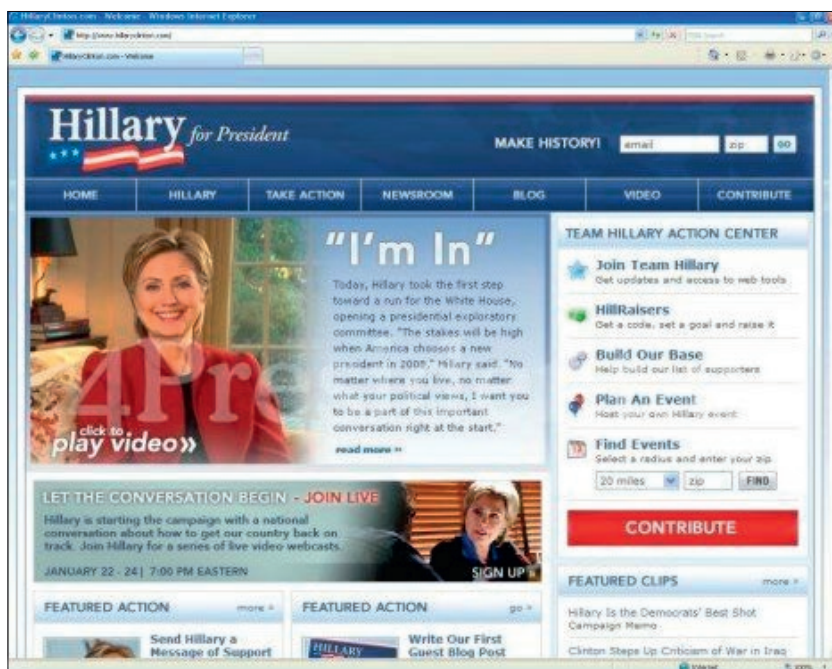 HillaryClinton.com - Welcome - Windows Internet Explorer
http://www.hillaryclinton.com/
HillaryClinton.com - Welcome
Hillary for President
MAKE HISTORY!
email
zip
GO
HOME
HILLARY
TAKE ACTION
NEWSROOM
BLOG
VIDEO
CONTRIBUTE
"I'm In"
Today, Hillary took the first step
toward a run for the White House,
opening a presidential exploratory
committee. "The stakes will be high
when America chooses a new
president in 2008," Hillary said. "No
matter where you live, no matter
what your political views, I want you
to be a part of this important
conversation right at the start."
read more »
click to
play video»
TEAM HILLARY ACTION CENTER
Join Team Hillary
Get updates and access to web tools
HillRaisers
Get a code, set a goal and raise it
Build Our Base
Help build our list of supporters
Plan An Event
Host your own Hillary event
Find Events
Select a radius and enter your zip
20 miles
zip
FIND
CONTRIBUTE
LET THE CONVERSATION BEGIN - JOIN LIVE
Hillary is starting the campaign with a national
conversation about how to get our country back on
track. Join Hillary for a series of live video webcasts.
JANUARY 22 - 24 | 7:00 PM EASTERN
SIGN UP »
FEATURED ACTION
more »
Send Hillary a
Message of Support
FEATURED ACTION
go »
HILLARY
Write Our First
Guest Blog Post
FEATURED CLIPS
more »
Hillary Is the Democrats' Best Shot
Campaign Memo
Clinton Steps Up Criticism of War in Iraq
Internet
100%
4Pre